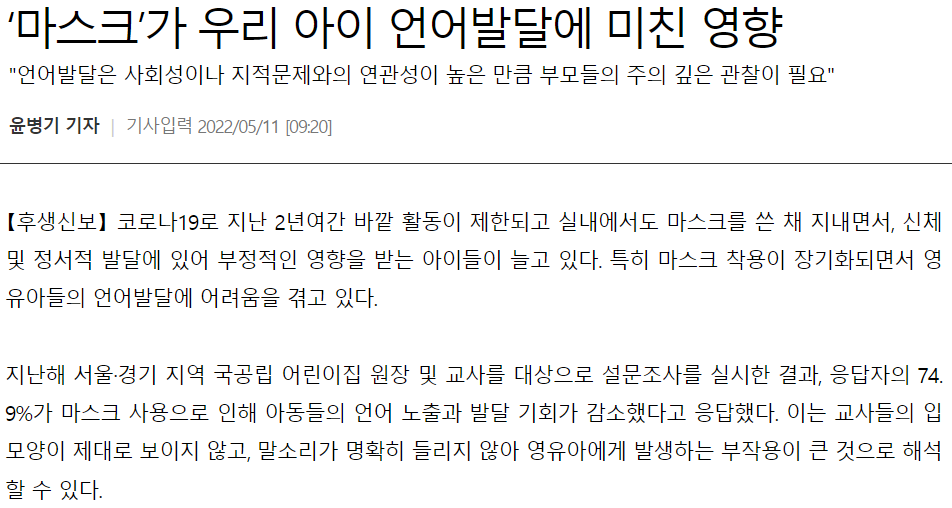 ‘마스크’가 우리 아이 언어발달에 미친 영향
"언어발달은 사회성이나 지적문제와의 연관성이 높은 만큼 부모들의 주의 깊은 관찰이 필요"
윤병기 기자 | 기사입력 2022/05/11 [09:20]
【후생신보】 코로나19로 지난 2년여간 바깥 활동이 제한되고 실내에서도 마스크를 쓴 채 지내면서, 신체
및 정서적 발달에 있어 부정적인 영향을 받는 아이들이 늘고 있다. 특히 마스크 착용이 장기화되면서 영
유아들의 언어발달에 어려움을 겪고 있다.
지난해 서울·경기 지역 국공립 어린이집 원장 및 교사를 대상으로 설문조사를 실시한 결과, 응답자의 74.
9%가 마스크 사용으로 인해 아동들의 언어 노출과 발달 기회가 감소했다고 응답했다. 이는 교사들의 입
모양이 제대로 보이지 않고, 말소리가 명확히 들리지 않아 영유아에게 발생하는 부작용이 큰 것으로 해석
할 수 있다.